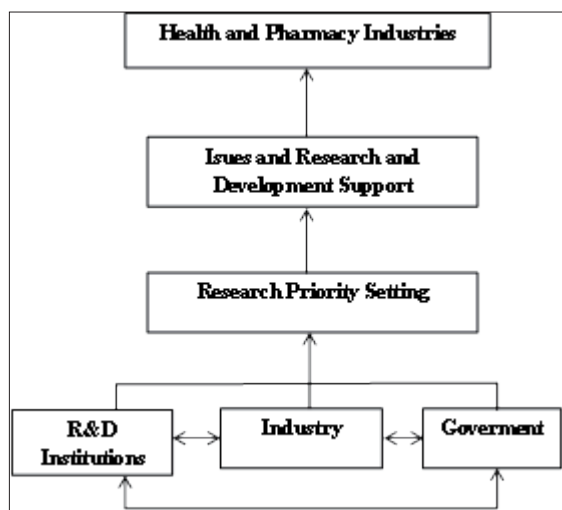 Health and Pharmacy Industries
Isues and Research and
Development Support
Research Priority Setting
R&D
Institutions
Industry
Goverment